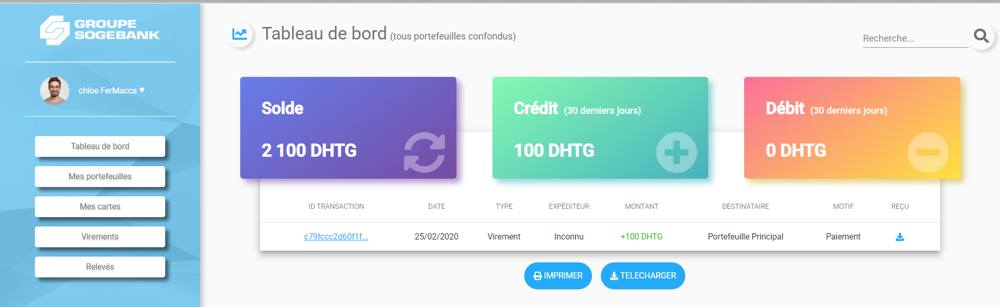 GROUPE
SOGEBANK
chloe FerMacca ▼
Tableau de bord
Mes portefeuilles
Mes cartes
Virements
Relevés
Tableau de bord (tous portefeuilles confondus)
Recherche...
Solde
2 100 DHTG
Crédit (30 derniers jours)
100 DHTG
Débit (30 derniers jours)
0 DHTG
ID TRANSACTION DATE TYPE EXPÉDITEUR MONTANT DESTINATAIRE MOTIF REÇU
c79fccc2d60f1f... 25/02/2020 Virement Inconnu +100 DHTG Portefeuille Principal Paiement
IMPRIMER TELECHARGER